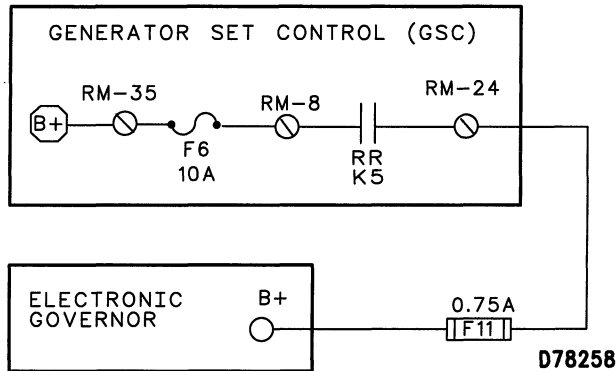 GENERATOR SET CONTROL (GSC)
RM-35
RM-8
RM-24
B+
F6
10A
RR
K5
ELECTRONIC
GOVERNOR
B+
0.75A
F11
D78258